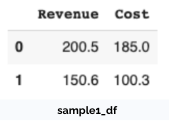 Revenue Cost
0 200.5 185.0
1 150.6 100.3
sample1_df